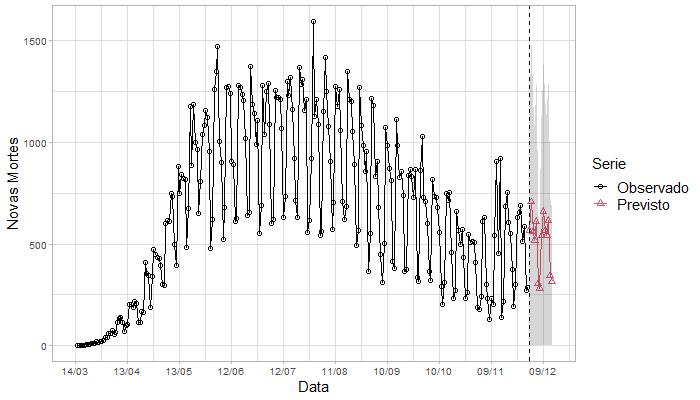 1500
1000
500
0
Novas Mortes
14/03 13/04 13/05 12/06 12/07 11/08 10/09 10/10 09/11 09/12
Data
Serie
Observado
Previsto